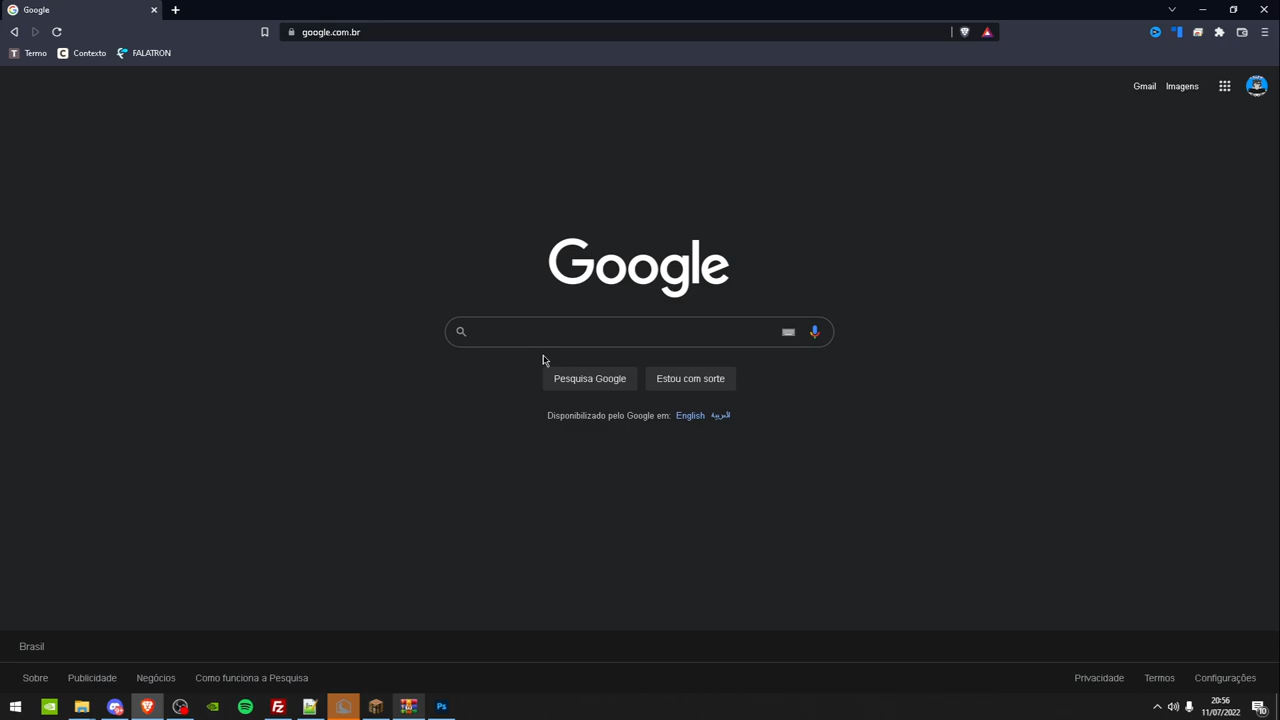 Google
google.com.br
Termo
Contexto
FALATRON
Gmail
Imagens
Google
Pesquisa Google
Estou com sorte
Disponibilizado pelo Google em: English العربية
Brasil
Sobre
Publicidade
Negócios
Como funciona a Pesquisa
Privacidade
Termos
Configurações
20:56
11/07/2022
10